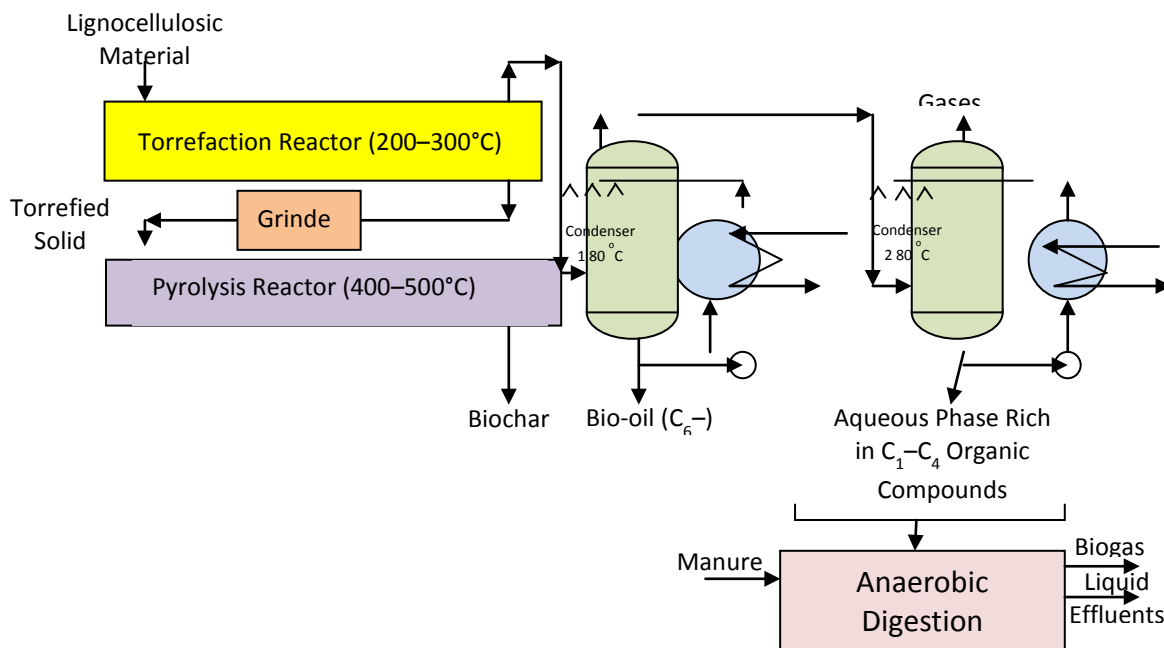 Lignocellulosic
Material
Torrefaction Reactor (200–300°C)
Torrefied
Solid
Grinde
Pyrolysis Reactor (400–500°C)
Biochar
Condenser
1 80 °C
Bio-oil (C₆–)
Gases
Condenser
2 80 °C
Aqueous Phase Rich
in C₁–C₄ Organic
Compounds
Manure
Anaerobic
Digestion
Biogas
Liquid
Effluents